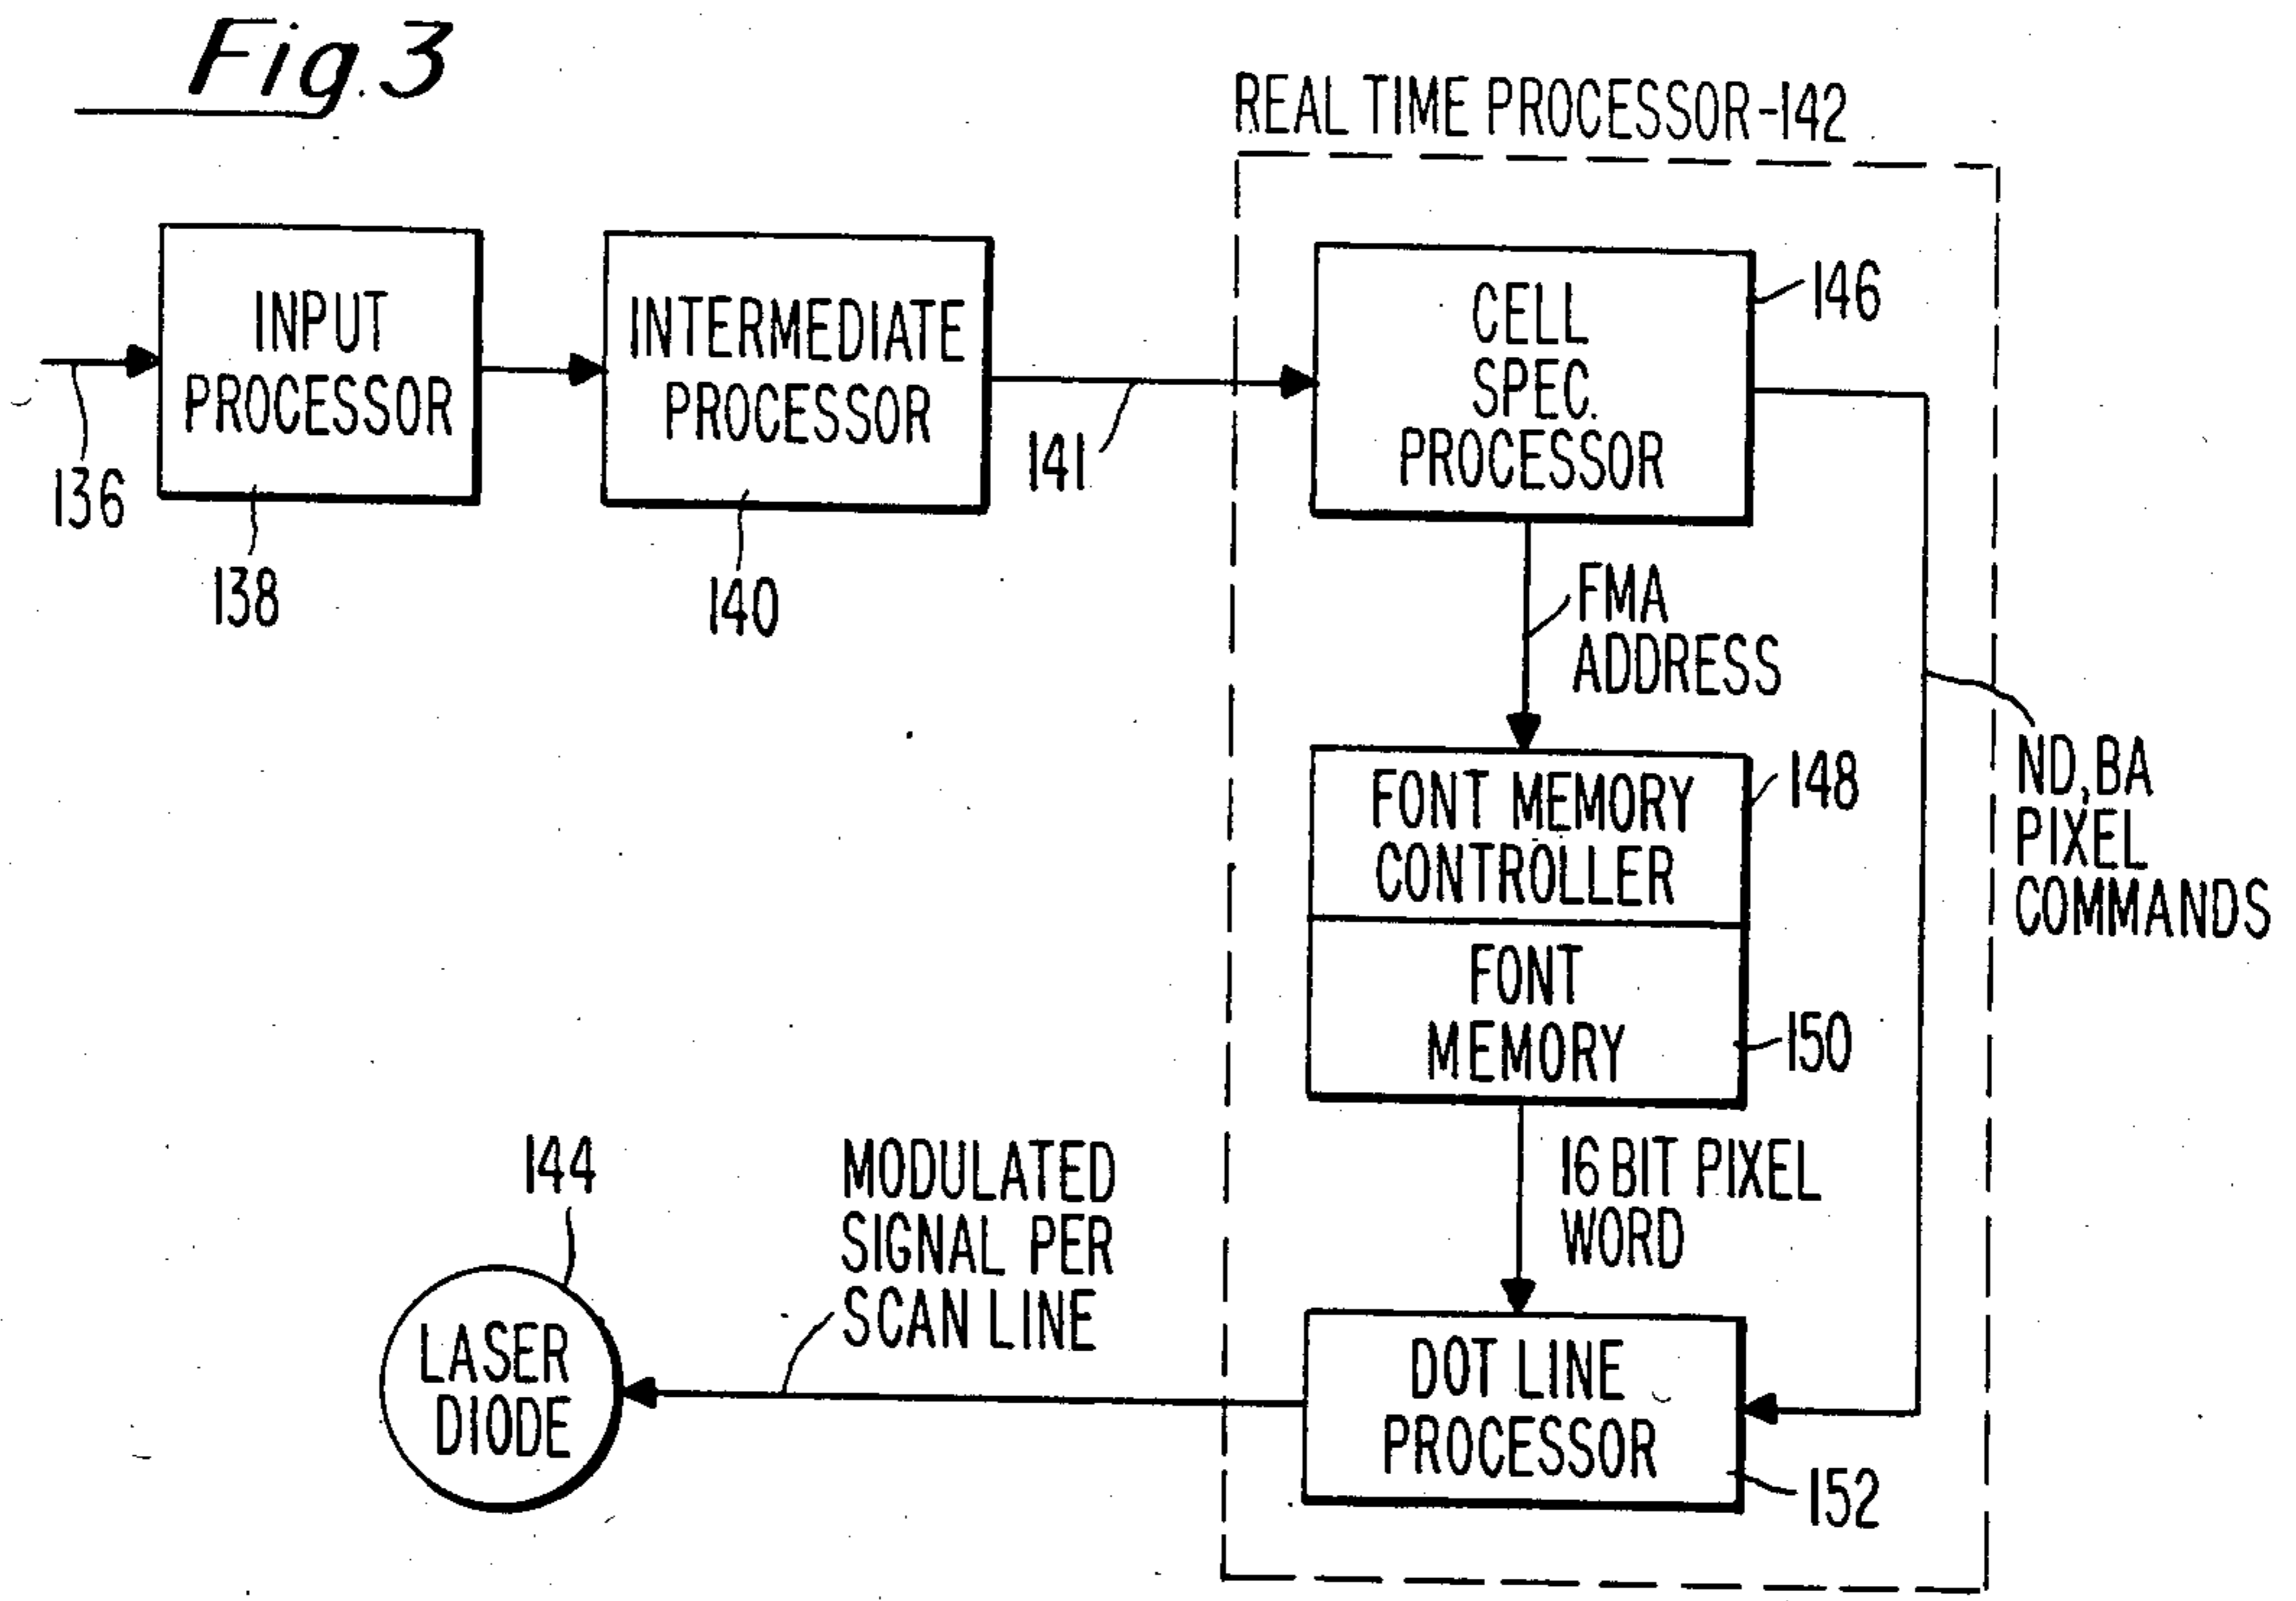 Fig. 3
REAL TIME PROCESSOR-142
INPUT
PROCESSOR
136
138
INTERMEDIATE
PROCESSOR
140
141
CELL
SPEC.
PROCESSOR
146
FMA
ADDRESS
ND, BA
PIXEL
COMMANDS
FONT MEMORY
CONTROLLER
148
FONT
MEMORY
150
16 BIT PIXEL
WORD
DOT LINE
PROCESSOR
152
MODULATED
SIGNAL PER
SCAN LINE
144
LASER
DIODE